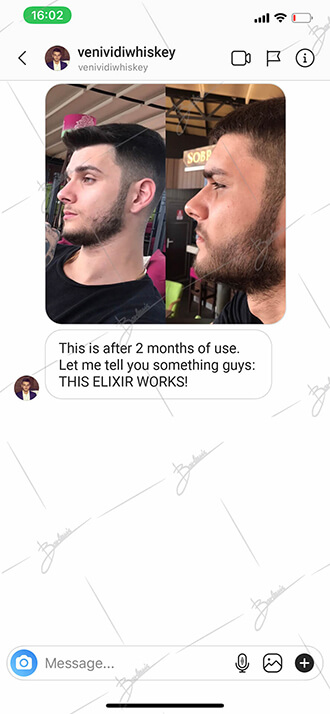 16:02
venividiwhiskey
venividiwhiskey
SOBR
This is after 2 months of use.
Let me tell you something guys:
THIS ELIXIR WORKS!
Message...